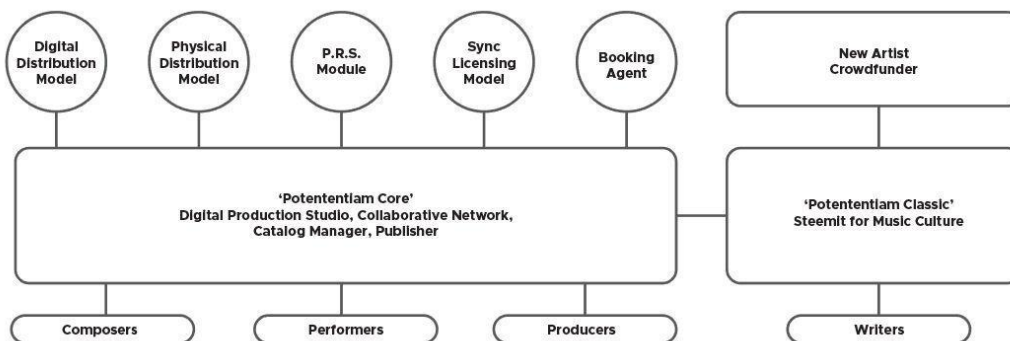 Digital
Distribution
Model
Physical
Distribution
Model
P.R.S.
Module
Sync
Licensing
Model
Booking
Agent
New Artist
Crowdfunder
‘Potententiam Core’
Digital Production Studio, Collaborative Network,
Catalog Manager, Publisher
‘Potententiam Classic’
Steemit for Music Culture
Composers
Performers
Producers
Writers